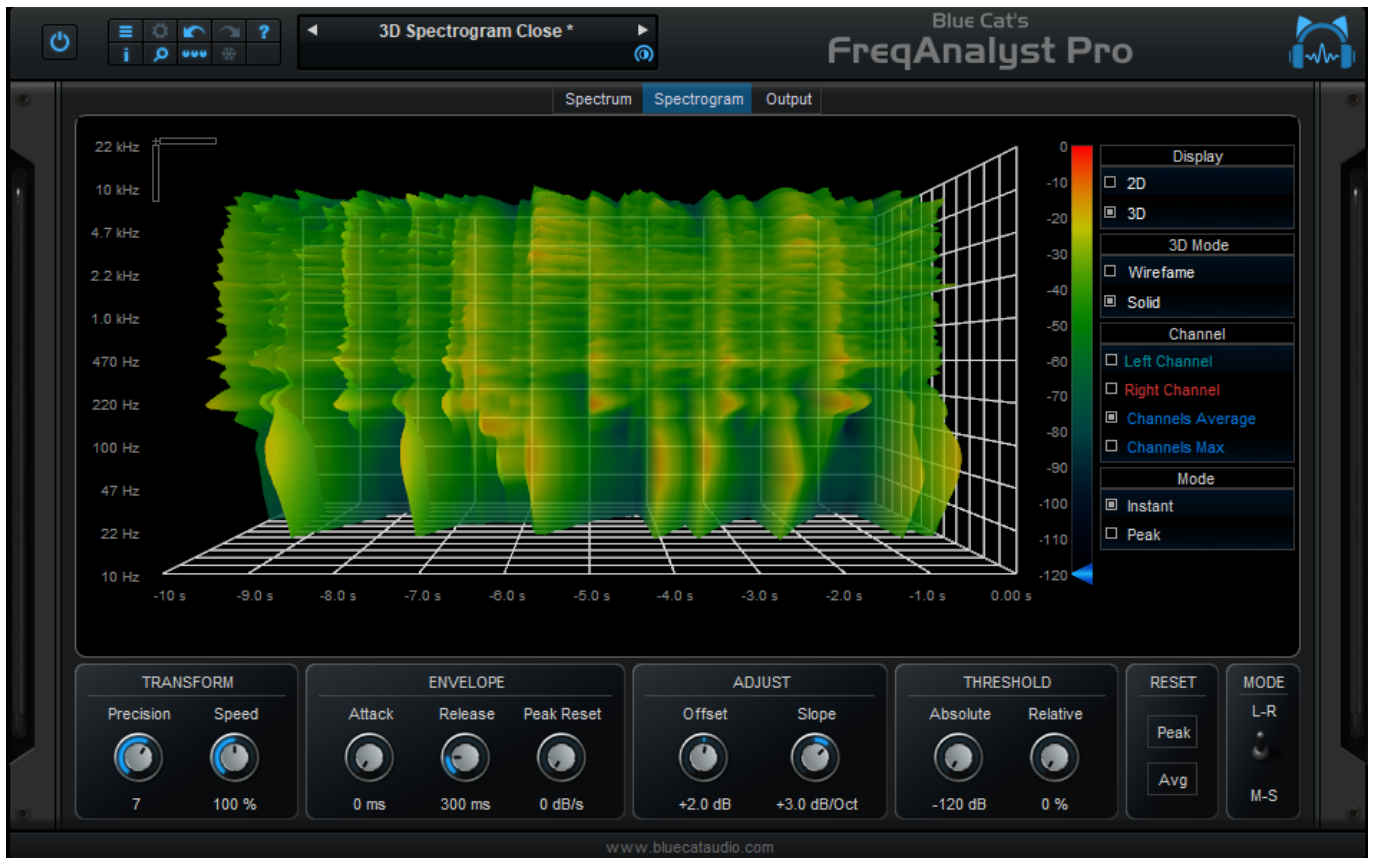 Blue Cat's
3D Spectrogram Close *
FreqAnalyst Pro
?
i
Spectrum Spectrogram Output
22 kHz
10 kHz
4.7 kHz
2.2 kHz
1.0 kHz
470 Hz
220 Hz
100 Hz
47 Hz
22 Hz
10 Hz
-10 s -9.0 s -8.0 s -7.0 s -6.0 s -5.0 s -4.0 s -3.0 s -2.0 s -1.0 s 0.00 s
0
-10
-20
-30
-40
-50
-60
-70
-80
-90
-100
-110
-120
Display
2D
3D
3D Mode
Wirefame
Solid
Channel
Left Channel
Right Channel
Channels Average
Channels Max
Mode
Instant
Peak
TRANSFORM
Precision Speed
7 100 %
ENVELOPE
Attack Release Peak Reset
0 ms 300 ms 0 dB/s
ADJUST
Offset Slope
+2.0 dB +3.0 dB/Oct
THRESHOLD
Absolute Relative
-120 dB 0 %
RESET
Peak
Avg
MODE
L-R
M-S
www.bluecataudio.com